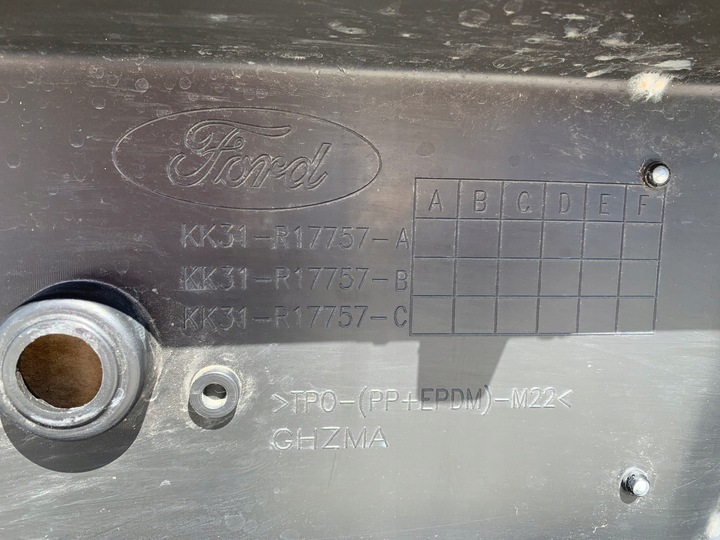 Ford
A B C D E F
KK31-R17757-A
KK31-R17757-B
KK31-R17757-C
>TPO-(PP+EPDM)-M22<
GHZMA